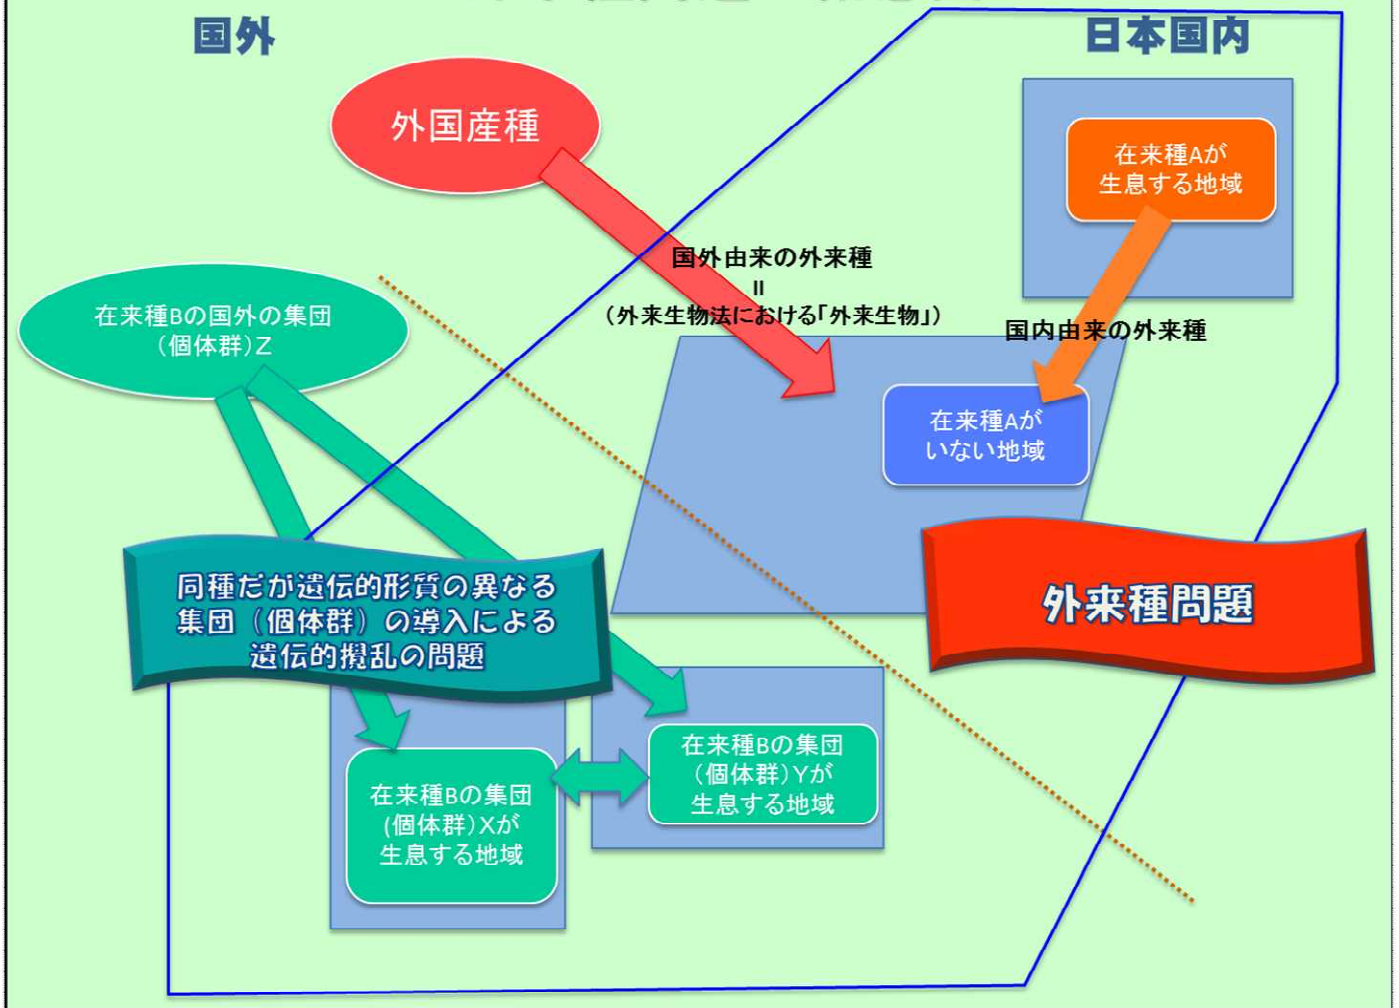 国外
日本国内
外国産種
在来種Aが
生息する地域
国外由来の外来種
＝
（外来生物法における「外来生物」）
国内由来の外来種
在来種Bの国外の集団
（個体群）Z
在来種Aが
いない地域
同種だが遺伝的形質の異なる
集団（個体群）の導入による
遺伝的攪乱の問題
外来種問題
在来種Bの集団
（個体群）Yが
生息する地域
在来種Bの集団
(個体群）Xが
生息する地域